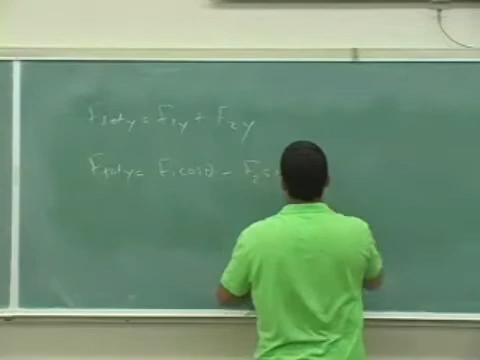 Ftoty = F1y + F2y
Ftoty = F1cosθ - F2s